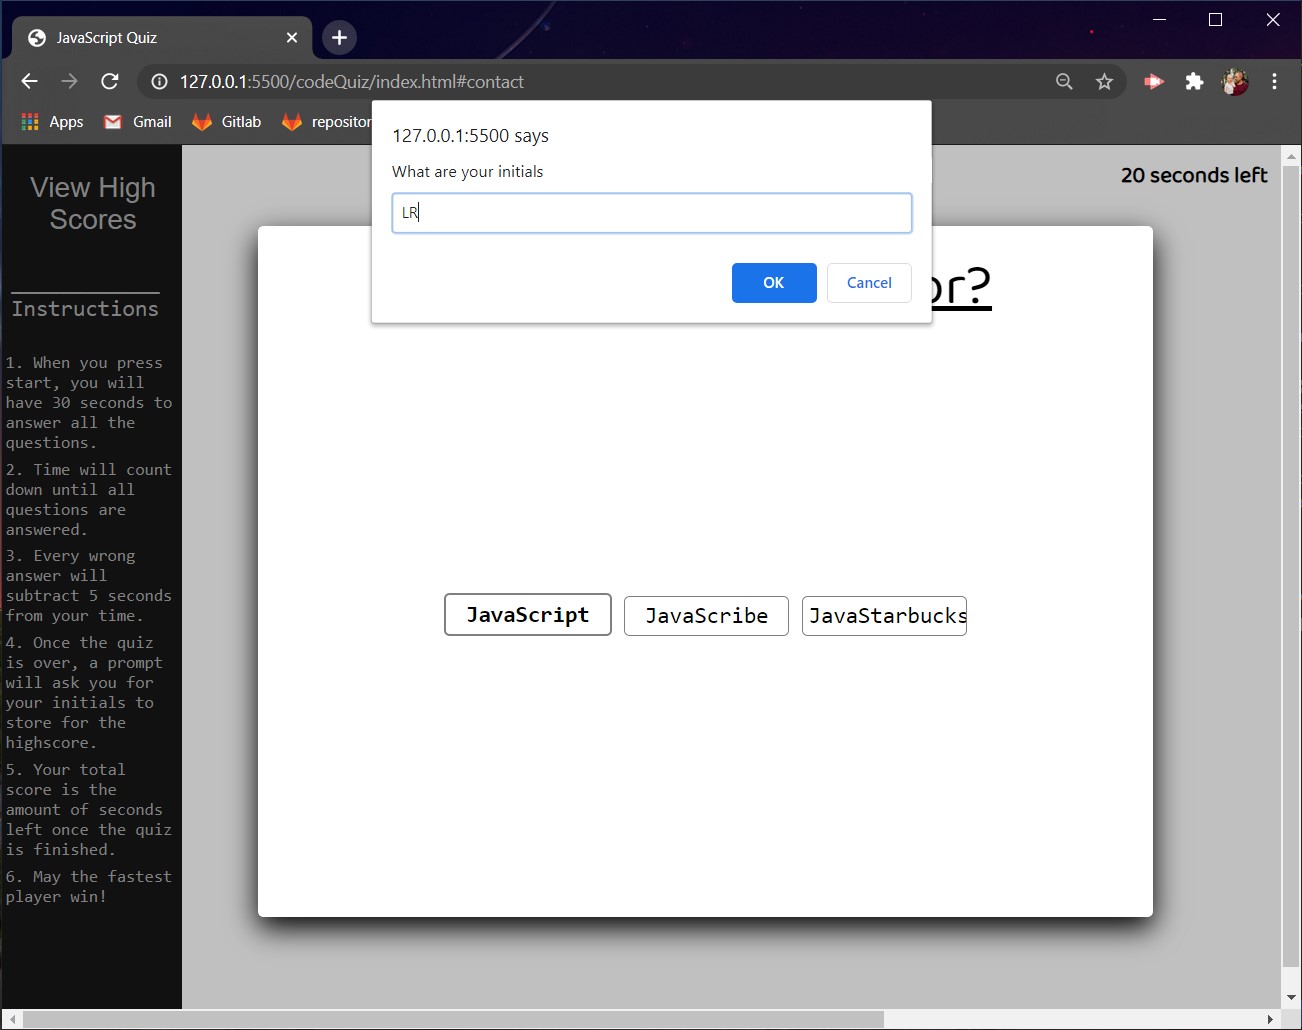 JavaScript Quiz
127.0.0.1:5500/codeQuiz/index.html#contact
Apps Gmail Gitlab repositor
127.0.0.1:5500 says
What are your initials
LR
OK Cancel
20 seconds left
or?
View High
Scores
Instructions
1. When you press
start, you will
have 30 seconds to
answer all the
questions.
2. Time will count
down until all
questions are
answered.
3. Every wrong
answer will
subtract 5 seconds
from your time.
4. Once the quiz
is over, a prompt
will ask you for
your initials to
store for the
highscore.
5. Your total
score is the
amount of seconds
left once the quiz
is finished.
6. May the fastest
player win!
JavaScript JavaScribe JavaStarbucks